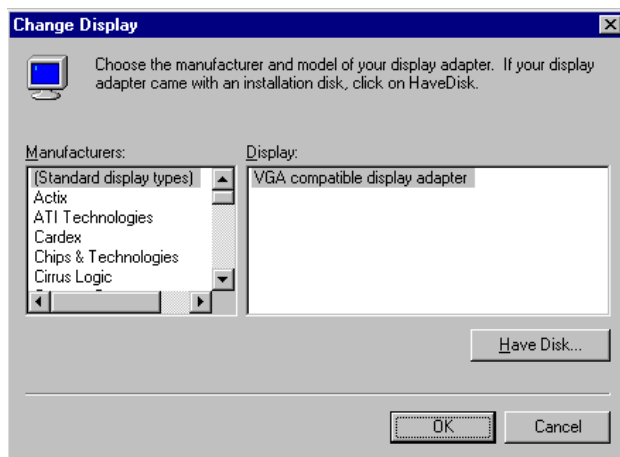 Change Display
Choose the manufacturer and model of your display adapter. If your display
adapter came with an installation disk, click on HaveDisk.
Manufacturers:
(Standard display types)
Actix
ATI Technologies
Cardex
Chips & Technologies
Cirrus Logic
Display:
VGA compatible display adapter
Have Disk...
OK
Cancel